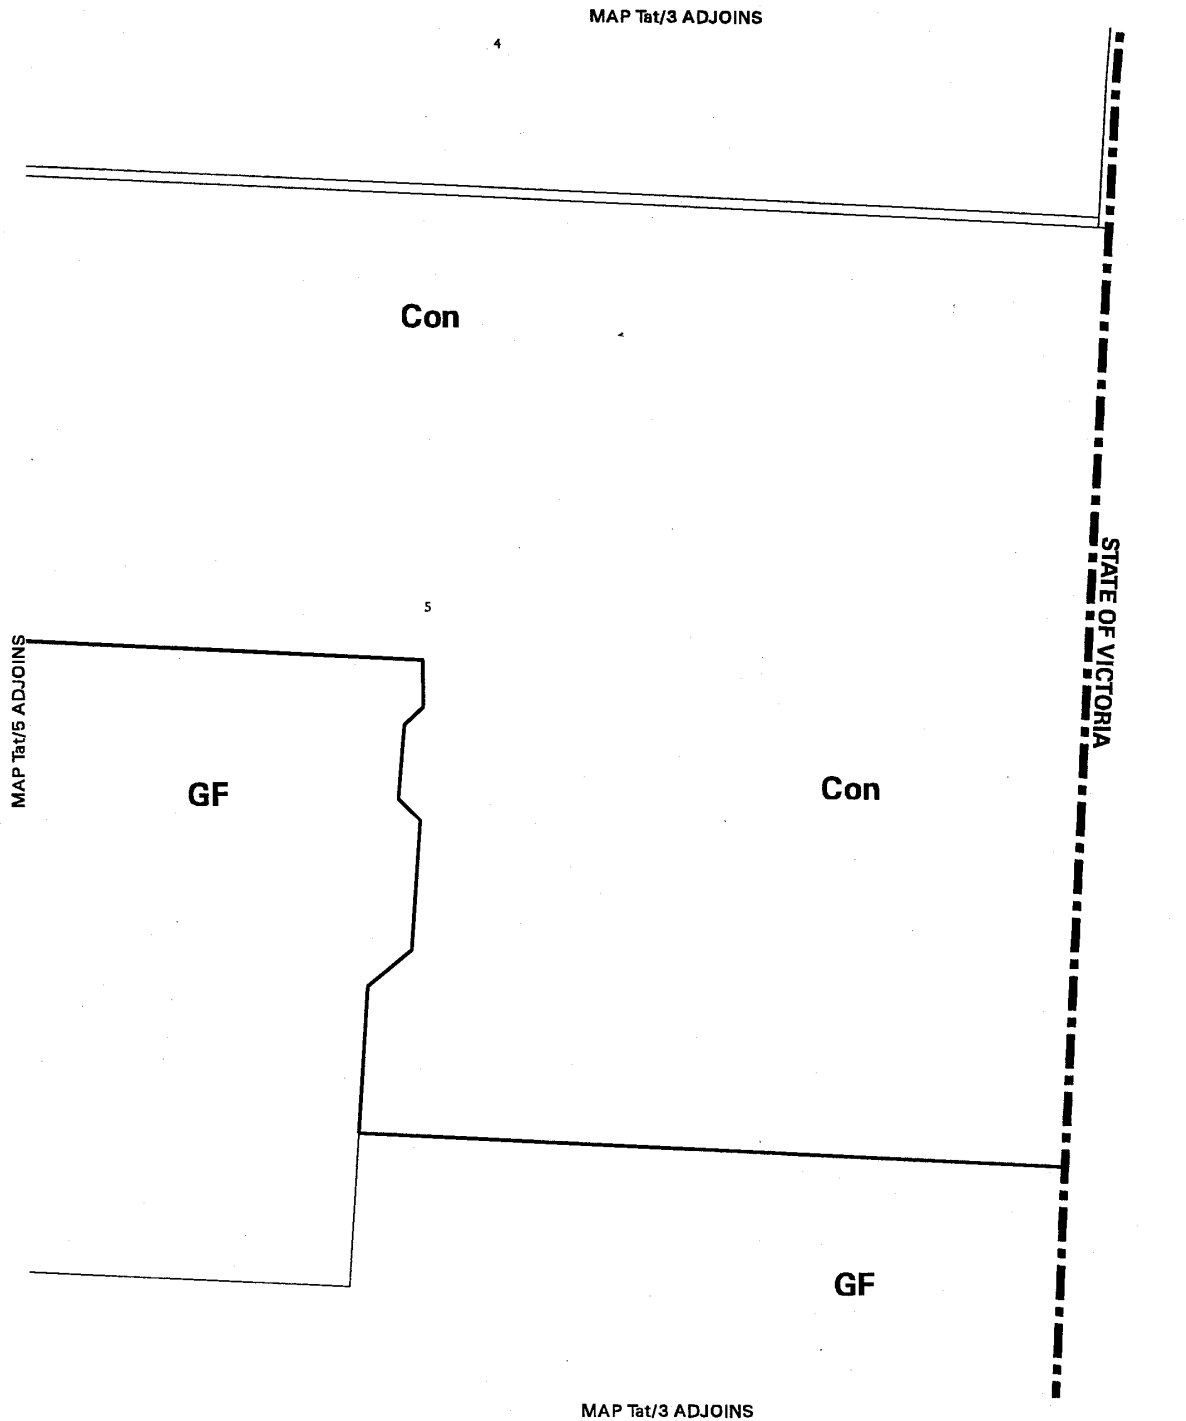 MAP Tat/3 ADJOINS
4
Con
STATE OF VICTORIA
5
MAP Tat/5 ADJOINS
GF
Con
GF
MAP Tat/3 ADJOINS